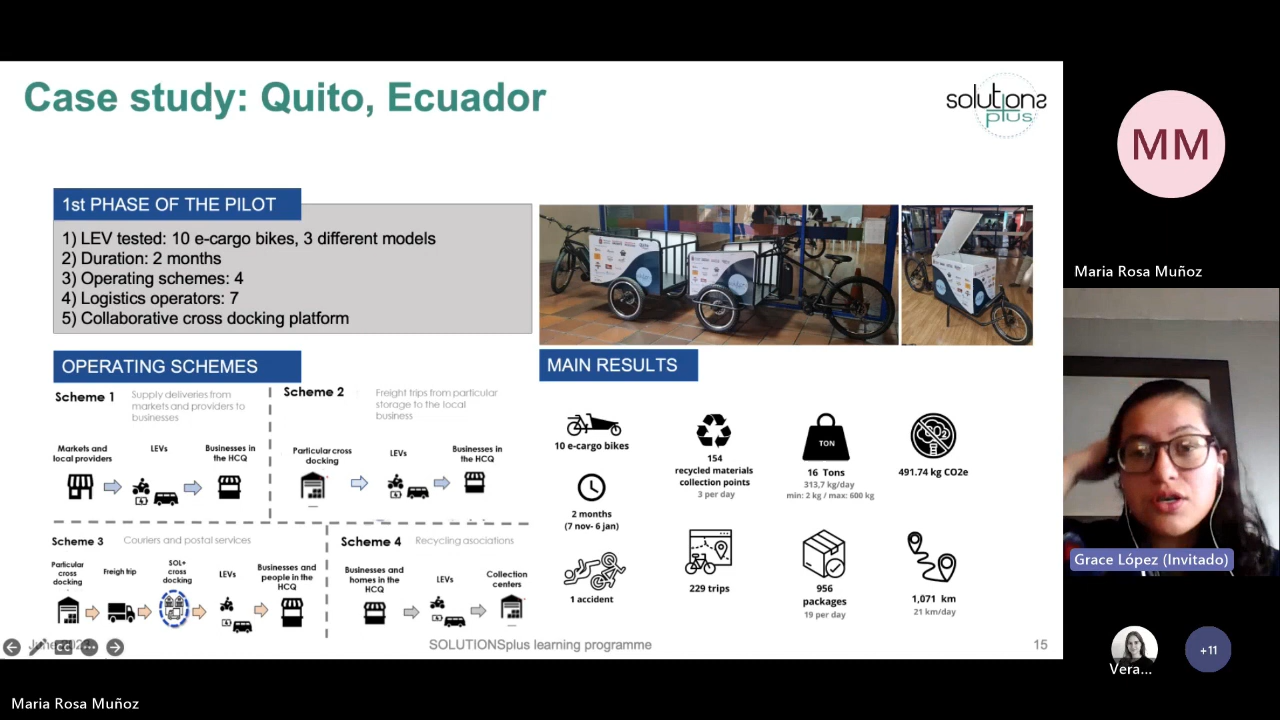 Case study: Quito, Ecuador
solutions
plus
1st PHASE OF THE PILOT
1) LEV tested: 10 e-cargo bikes, 3 different models
2) Duration: 2 months
3) Operating schemes: 4
4) Logistics operators: 7
5) Collaborative cross docking platform
OPERATING SCHEMES
Scheme 1
Supply deliveries from
markets and providers to
businesses
Markets and
local providers
LEVs
Businesses in
the HCQ
Scheme 2
Freight trips from particular
storage to the local
business
Particular cross
docking
LEVs
Businesses in
the HCQ
Scheme 3
Couriers and postal services
Particular
cross
docking
Freigh trip
SOL+
cross
docking
LEVs
Businesses and
people in the
HCQ
Scheme 4
Recycling asociations
Businesses and
homes in the
HCQ
LEVs
Collection
centers
MAIN RESULTS
10 e-cargo bikes
2 months
(7 nov- 6 jan)
1 accident
154
recycled materials
collection points
3 per day
229 trips
TON
16 Tons
313,7 kg/day
min: 2 kg / max: 600 kg
956
packages
19 per day
CO2
491.74 kg CO2e
1,071 km
21 km/day
CC
SOLUTIONSplus learning programme
15
MM
Maria Rosa Muñoz
Grace López (Invitado)
Vera...
+11
Maria Rosa Muñoz